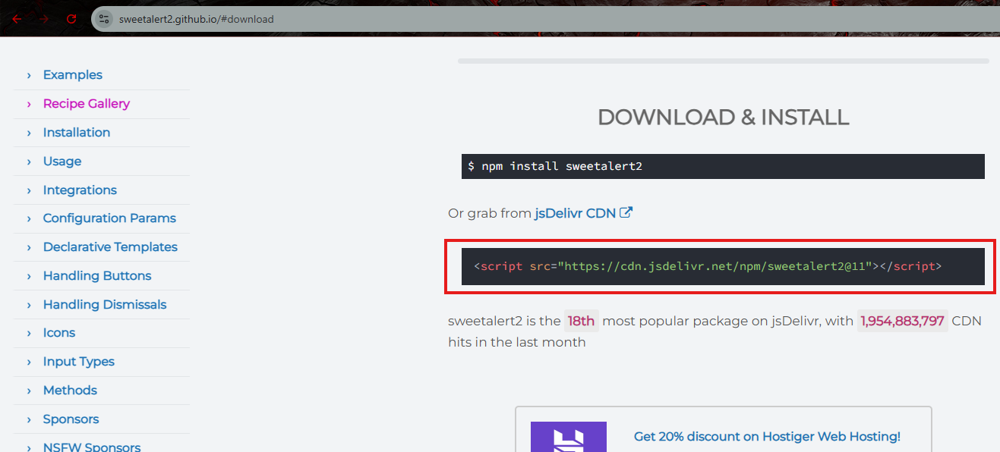 sweetalert2.github.io/#download
› Examples
› Recipe Gallery
› Installation
› Usage
› Integrations
› Configuration Params
› Declarative Templates
› Handling Buttons
› Handling Dismissals
› Icons
› Input Types
› Methods
› Sponsors
› NSFW Sponsors
DOWNLOAD & INSTALL
$ npm install sweetalert2
Or grab from jsDelivr CDN
<script src="https://cdn.jsdelivr.net/npm/sweetalert2@11"></script>
sweetalert2 is the 18th most popular package on jsDelivr, with 1,954,883,797 CDN
hits in the last month
Get 20% discount on Hostiger Web Hosting!